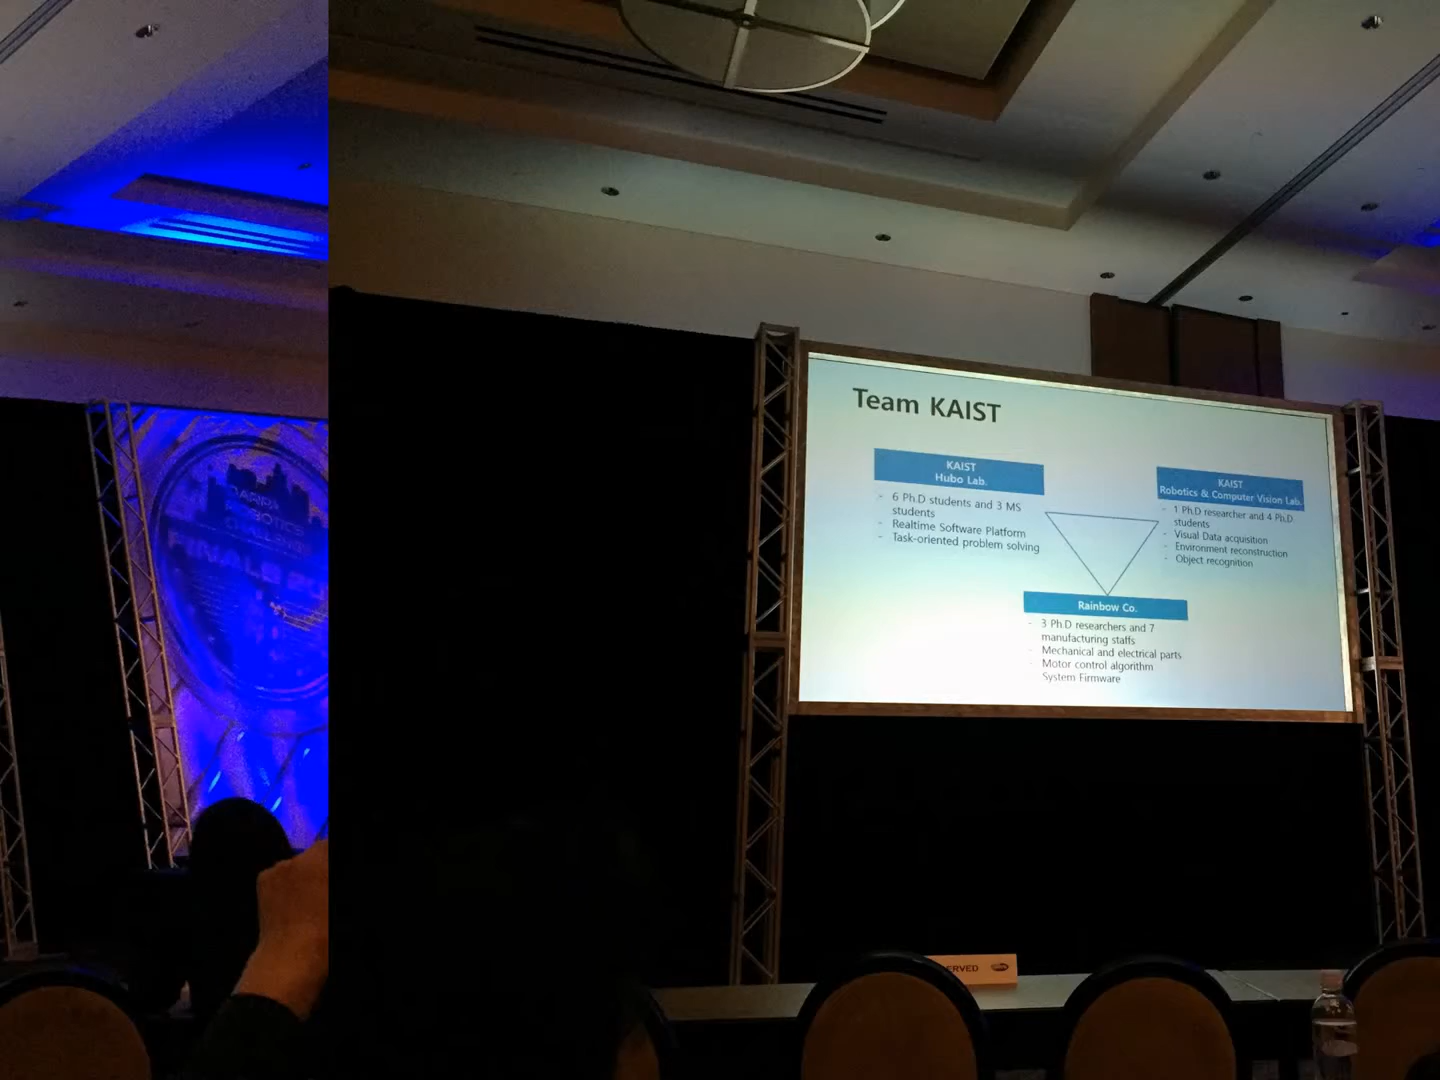 DARPA
ROBOTICS
CHALLENGE
FINALS
Team KAIST
KAIST
Hubo Lab.
- 6 Ph.D students and 3 MS
students
- Realtime Software Platform
- Task-oriented problem solving
KAIST
Robotics & Computer Vision Lab.
- 1 Ph.D researcher and 4 Ph.D.
students
- Visual Data acquisition
- Environment reconstruction
- Object recognition
Rainbow Co.
- 3 Ph.D researchers and 7
manufacturing staffs
- Mechanical and electrical parts
- Motor control algorithm
System Firmware
ERVED